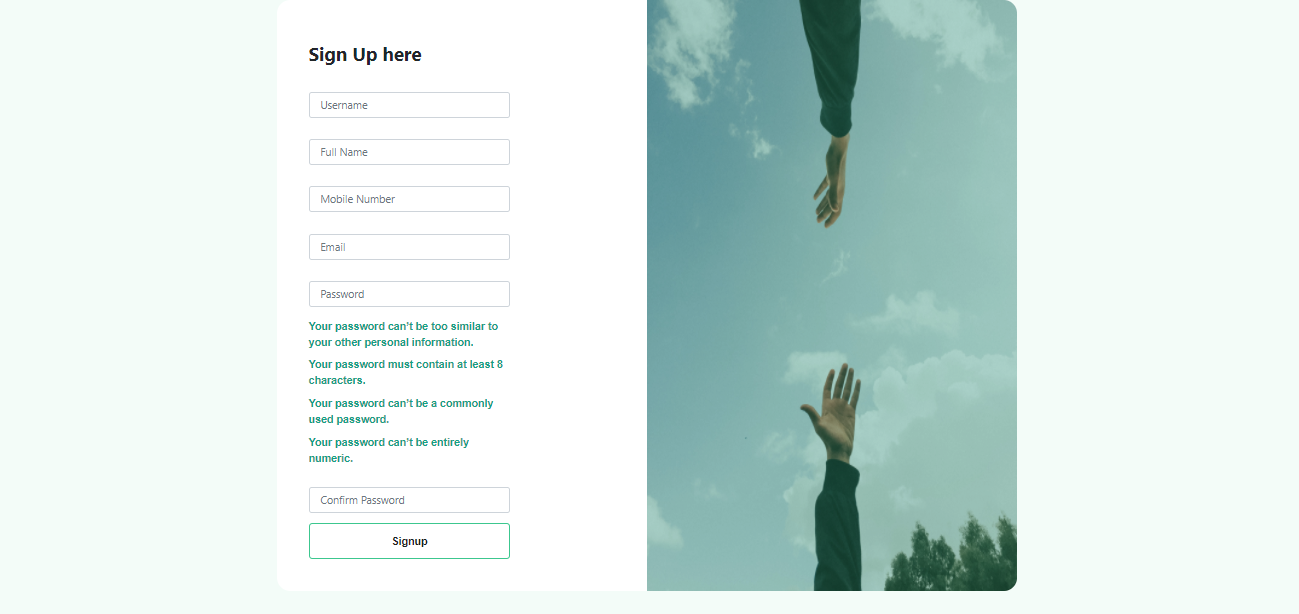 Sign Up here
Username
Full Name
Mobile Number
Email
Password
Your password can't be too similar to
your other personal information.
Your password must contain at least 8
characters.
Your password can't be a commonly
used password.
Your password can't be entirely
numeric.
Confirm Password
Signup